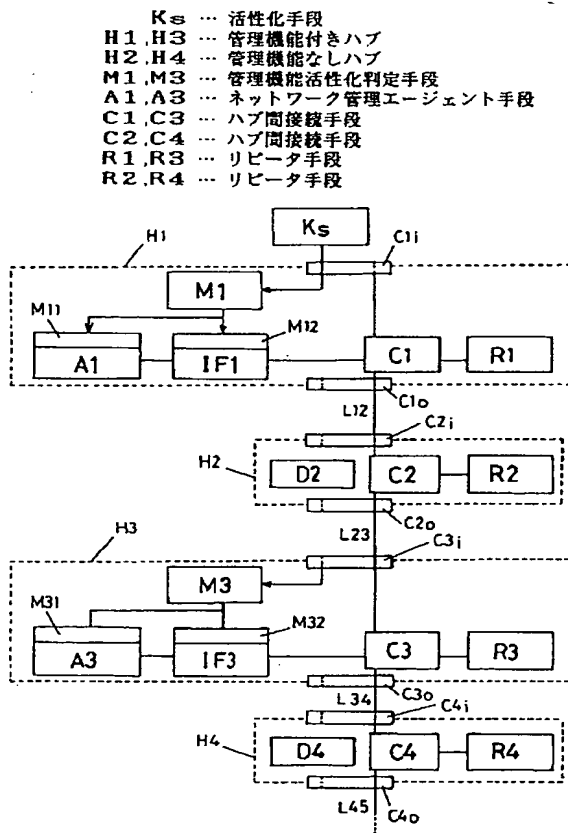 Ks … 活性化手段
H1,H3 … 管理機能付きハブ
H2,H4 … 管理機能なしハブ
M1,M3 … 管理機能活性化判定手段
A1,A3 … ネットワーク管理エージェント手段
C1,C3 … ハブ間接続手段
C2,C4 … ハブ間接続手段
R1,R3 … リピータ手段
R2,R4 … リピータ手段
Ks
H1
C1i
M1
M11
M12
A1
IF1
C1
R1
L12
C1o
C2i
H2
D2
C2
R2
C2o
L23
H3
C3i
M3
M31
M32
A3
IF3
C3
R3
L34
C3o
C4i
H4
D4
C4
R4
L45
C4o